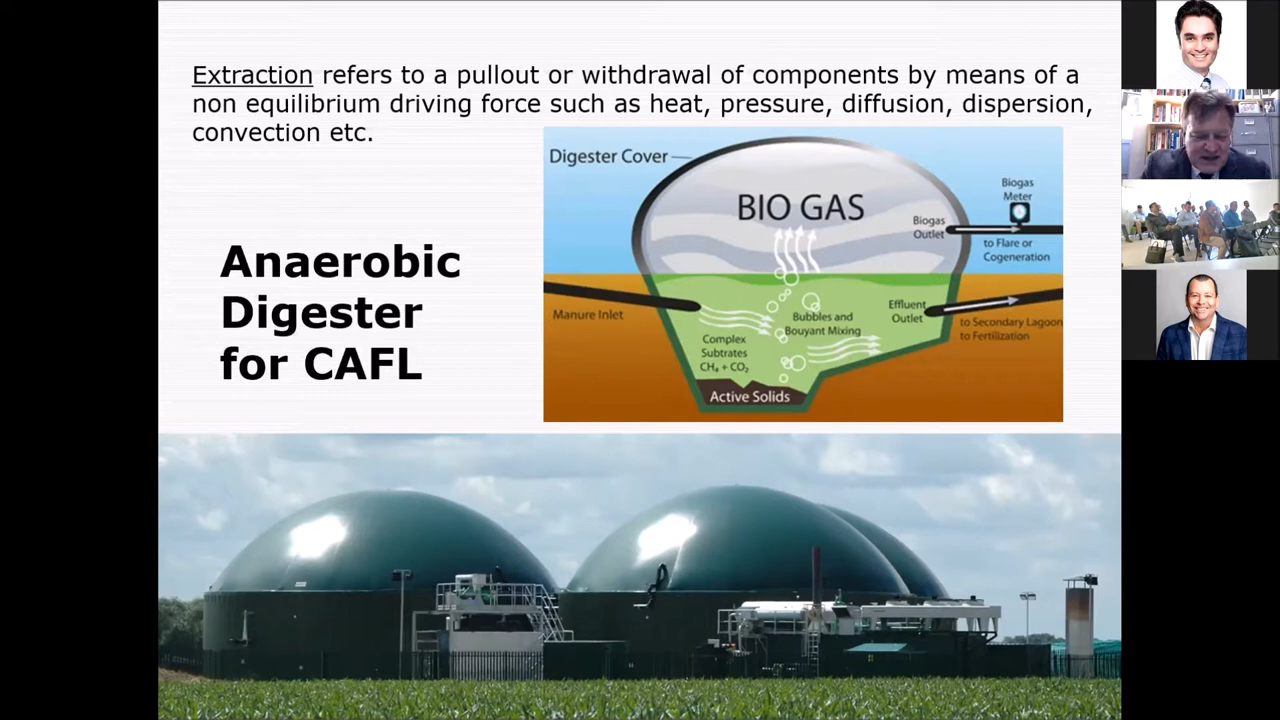 Extraction refers to a pullout or withdrawal of components by means of a
non equilibrium driving force such as heat, pressure, diffusion, dispersion,
convection etc.
Anaerobic
Digester
for CAFL
Digester Cover
BIO GAS
Biogas
Meter
Biogas
Outlet
to Flare or
Cogeneration
Manure Inlet
Effluent
Outlet
Bubbles and
Bouyant Mixing
to Secondary Lagoon
to Fertilization
Complex
Subtrates
CH₄ + CO₂
Active Solids